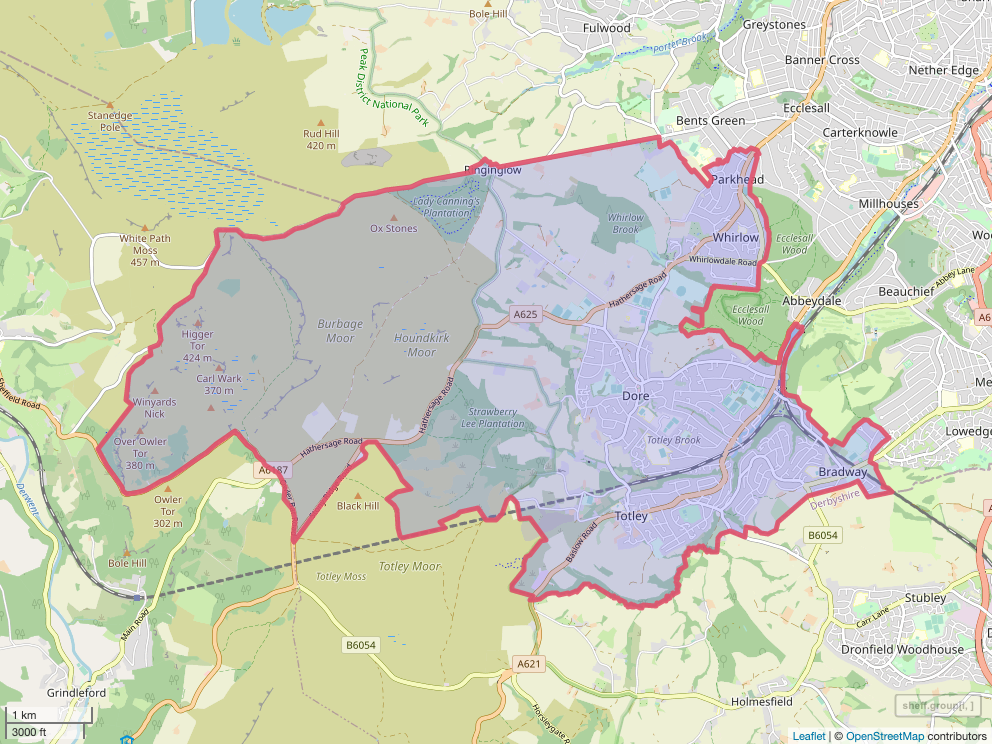 Bole Hill
Fulwood
Greystones
Porter Brook
Banner Cross
Nether Edge
Peak District National Park
Stanedge
Pole
Rud Hill
420 m
Ecclesall
Bents Green
Carterknowle
Ringinglow
Parkhead
Lady Canning's
Plantation
Millhouses
Ox Stones
Whirlow
Brook
White Path
Moss
457 m
Whirlow
Ecclesall
Wood
Whirlowdale Road
Abbey Lane
Hathersage Road
Beauchief
Abbeydale
A625
Ecclesall
Wood
Burbage
Moor
Houndkirk
Moor
Higger
Tor
424 m
Carl Wark
370 m
Sheffield Road
Winyards
Nick
Hathersage Road
Dore
Strawberry
Lee Plantation
Totley Brook
Lowedge
Over Owler
Tor
380 m
Hathersage Road
A6187
Bradway
Derbyshire
Derwent
Owler
Tor
302 m
Black Hill
Totley
Baslow Road
B6054
Bole Hill
Totley Moss
Totley Moor
Main Road
Stubley
Carr Lane
B6054
Dronfield Woodhouse
A621
Grindleford
Holmesfield
Horsleygate R
1 km
3000 ft
sheff.group[i, ]
Leaflet | © OpenStreetMap contributors